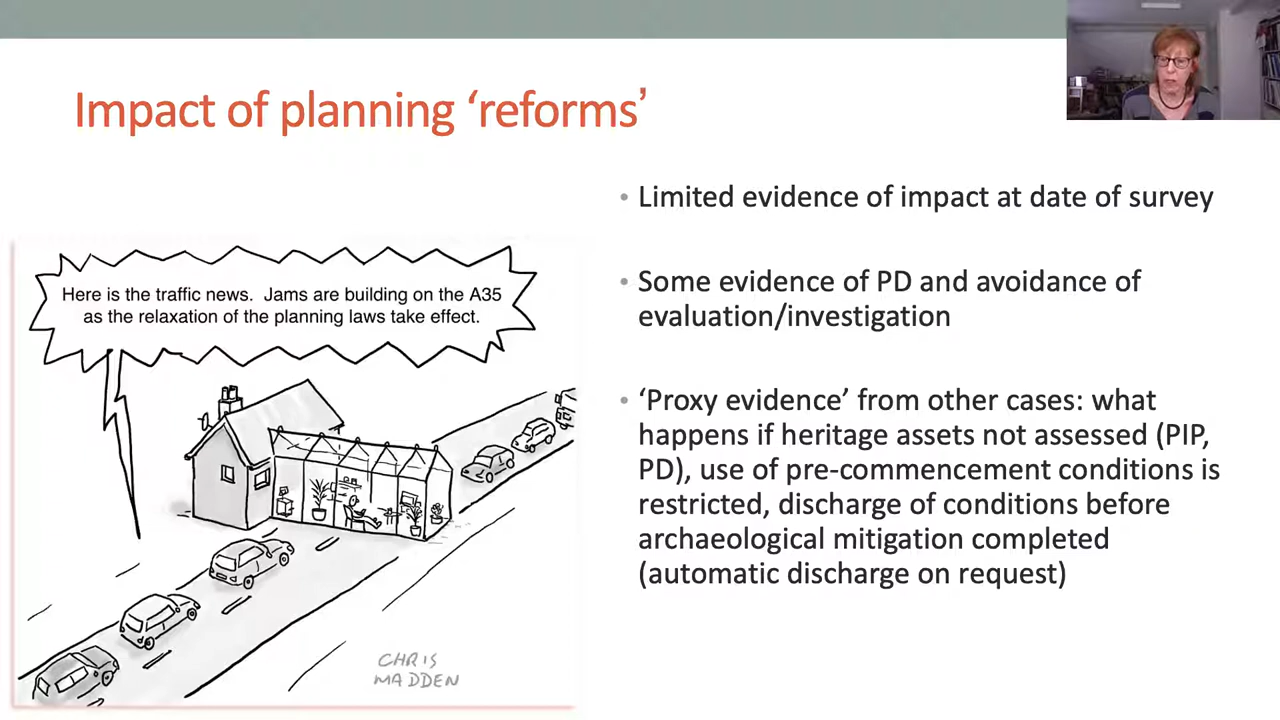 Impact of planning ‘reforms’
Here is the traffic news. Jams are building on the A35
as the relaxation of the planning laws take effect.
CHRIS
MADDEN
• Limited evidence of impact at date of survey
• Some evidence of PD and avoidance of
evaluation/investigation
• ‘Proxy evidence’ from other cases: what
happens if heritage assets not assessed (PIP,
PD), use of pre-commencement conditions is
restricted, discharge of conditions before
archaeological mitigation completed
(automatic discharge on request)